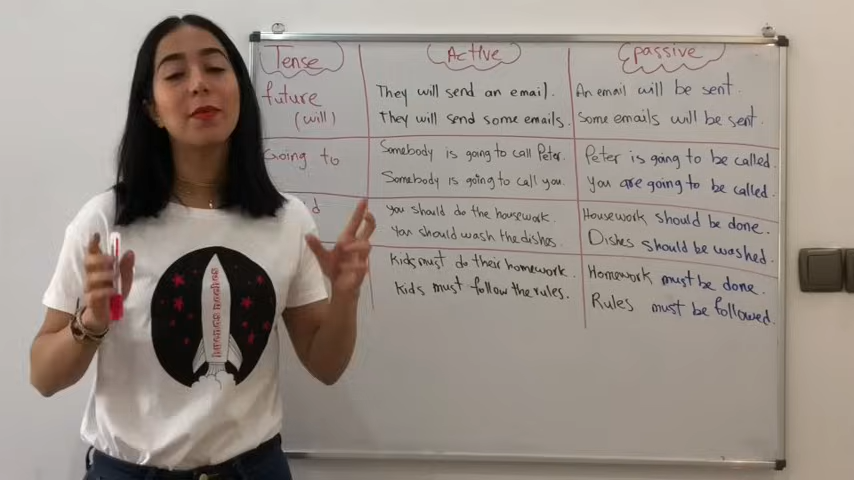 Tense Active passive
future They will send an email. An email will be sent.
(will) They will send some emails. Some emails will be sent.
Going to Somebody is going to call Peter. Peter is going to be called.
Somebody is going to call you. You are going to be called.
d you should do the housework. Housework should be done.
You should wash the dishes. Dishes should be washed.
Kids must do their homework. Homework must be done.
Kids must follow the rules. Rules must be followed.